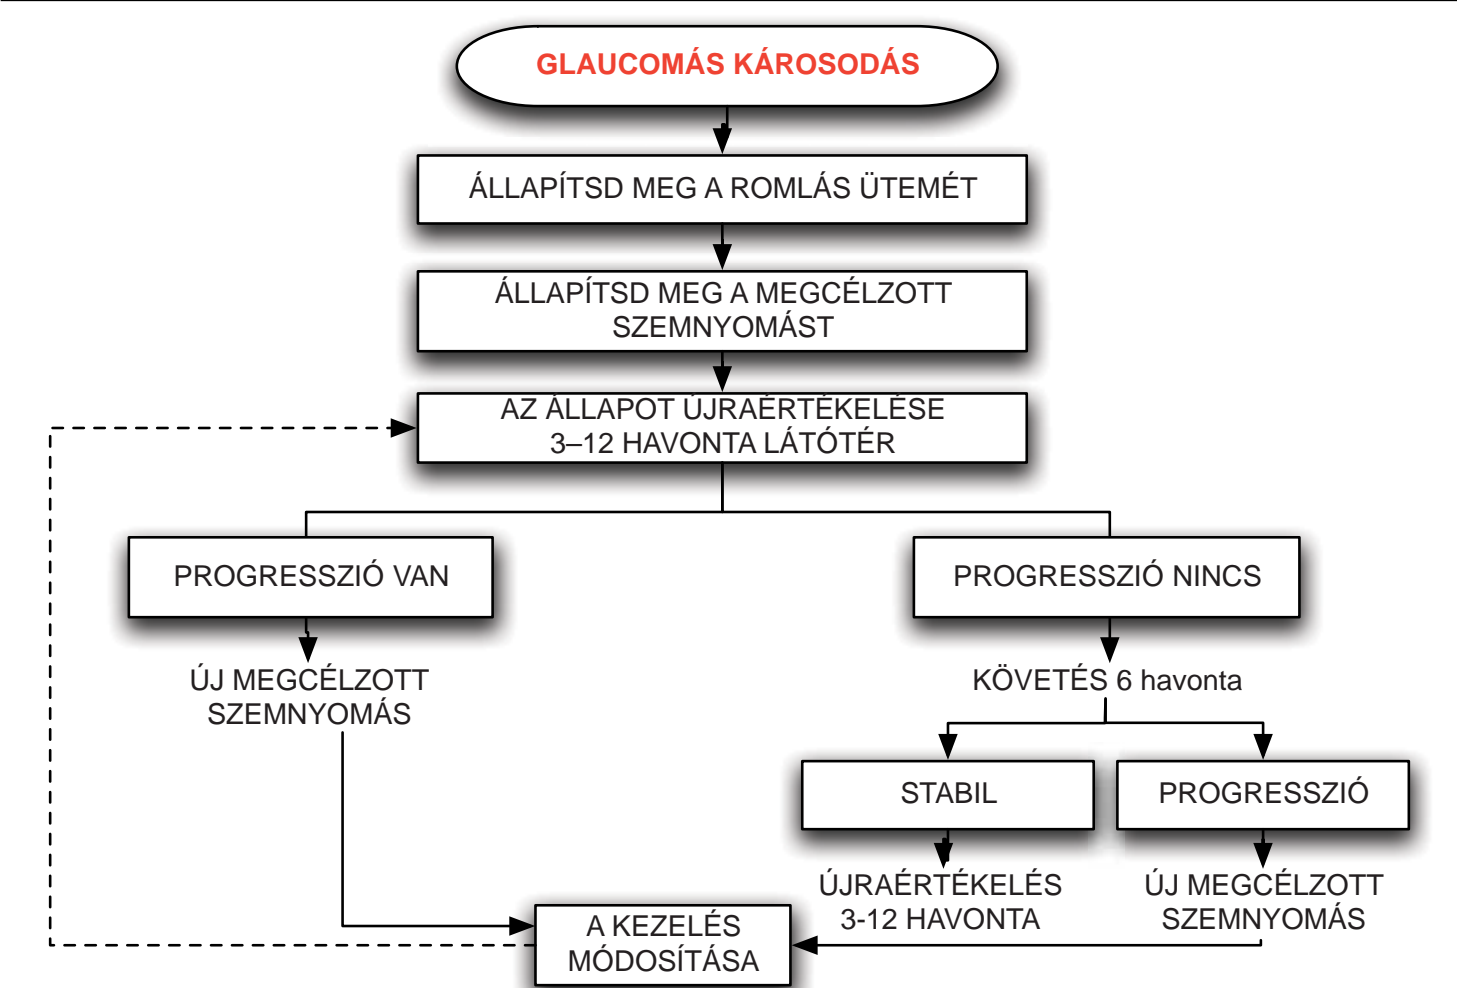 GLAUCOMÁS KÁROSODÁS
ÁLLAPÍTSD MEG A ROMLÁS ÜTEMÉT
ÁLLAPÍTSD MEG A MEGCÉLZOTT
SZEMNYOMÁST
AZ ÁLLAPOT ÚJRAÉRTÉKELÉSE
3–12 HAVONTA LÁTÓTÉR
PROGRESSZIÓ VAN
PROGRESSZIÓ NINCS
ÚJ MEGCÉLZOTT
SZEMNYOMÁS
KÖVETÉS 6 havonta
STABIL
PROGRESSZIÓ
ÚJRAÉRTÉKELÉS
3-12 HAVONTA
ÚJ MEGCÉLZOTT
SZEMNYOMÁS
A KEZELÉS
MÓDOSÍTÁSA